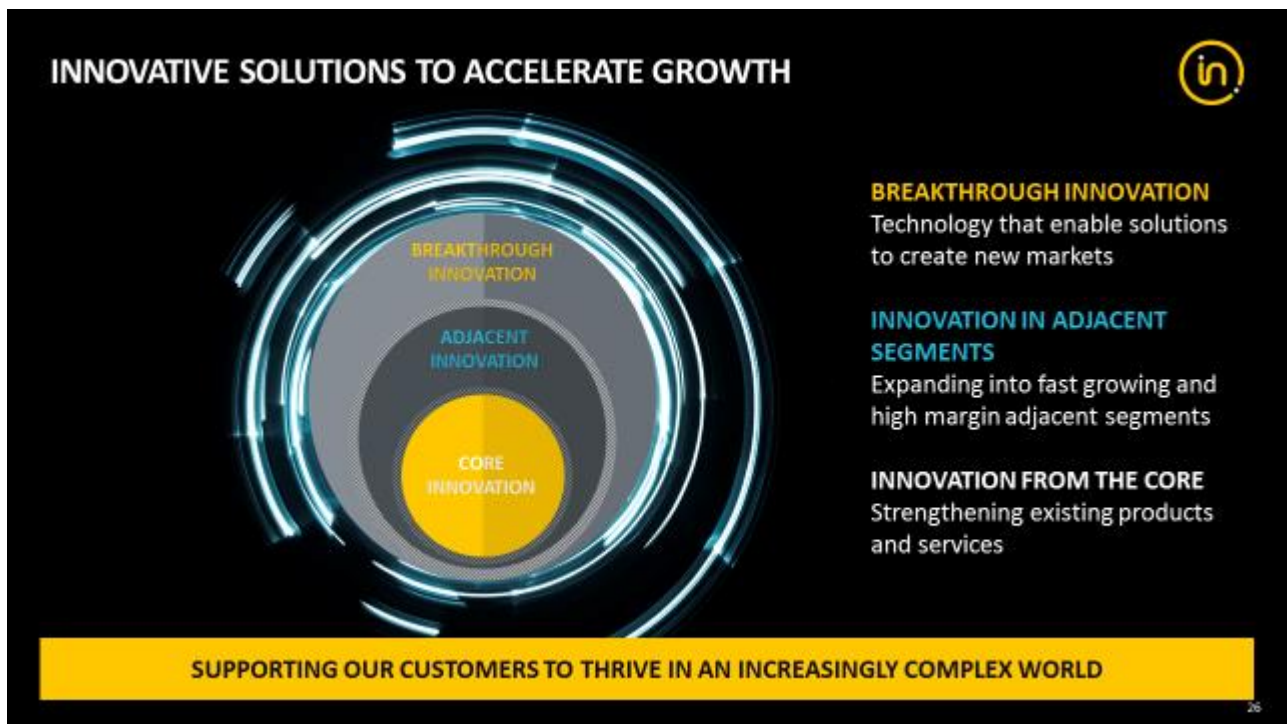 INNOVATIVE SOLUTIONS TO ACCELERATE GROWTH
in
BREAKTHROUGH
INNOVATION
ADJACENT
INNOVATION
CORE
INNOVATION
BREAKTHROUGH INNOVATION
Technology that enable solutions
to create new markets
INNOVATION IN ADJACENT
SEGMENTS
Expanding into fast growing and
high margin adjacent segments
INNOVATION FROM THE CORE
Strengthening existing products
and services
SUPPORTING OUR CUSTOMERS TO THRIVE IN AN INCREASINGLY COMPLEX WORLD
26